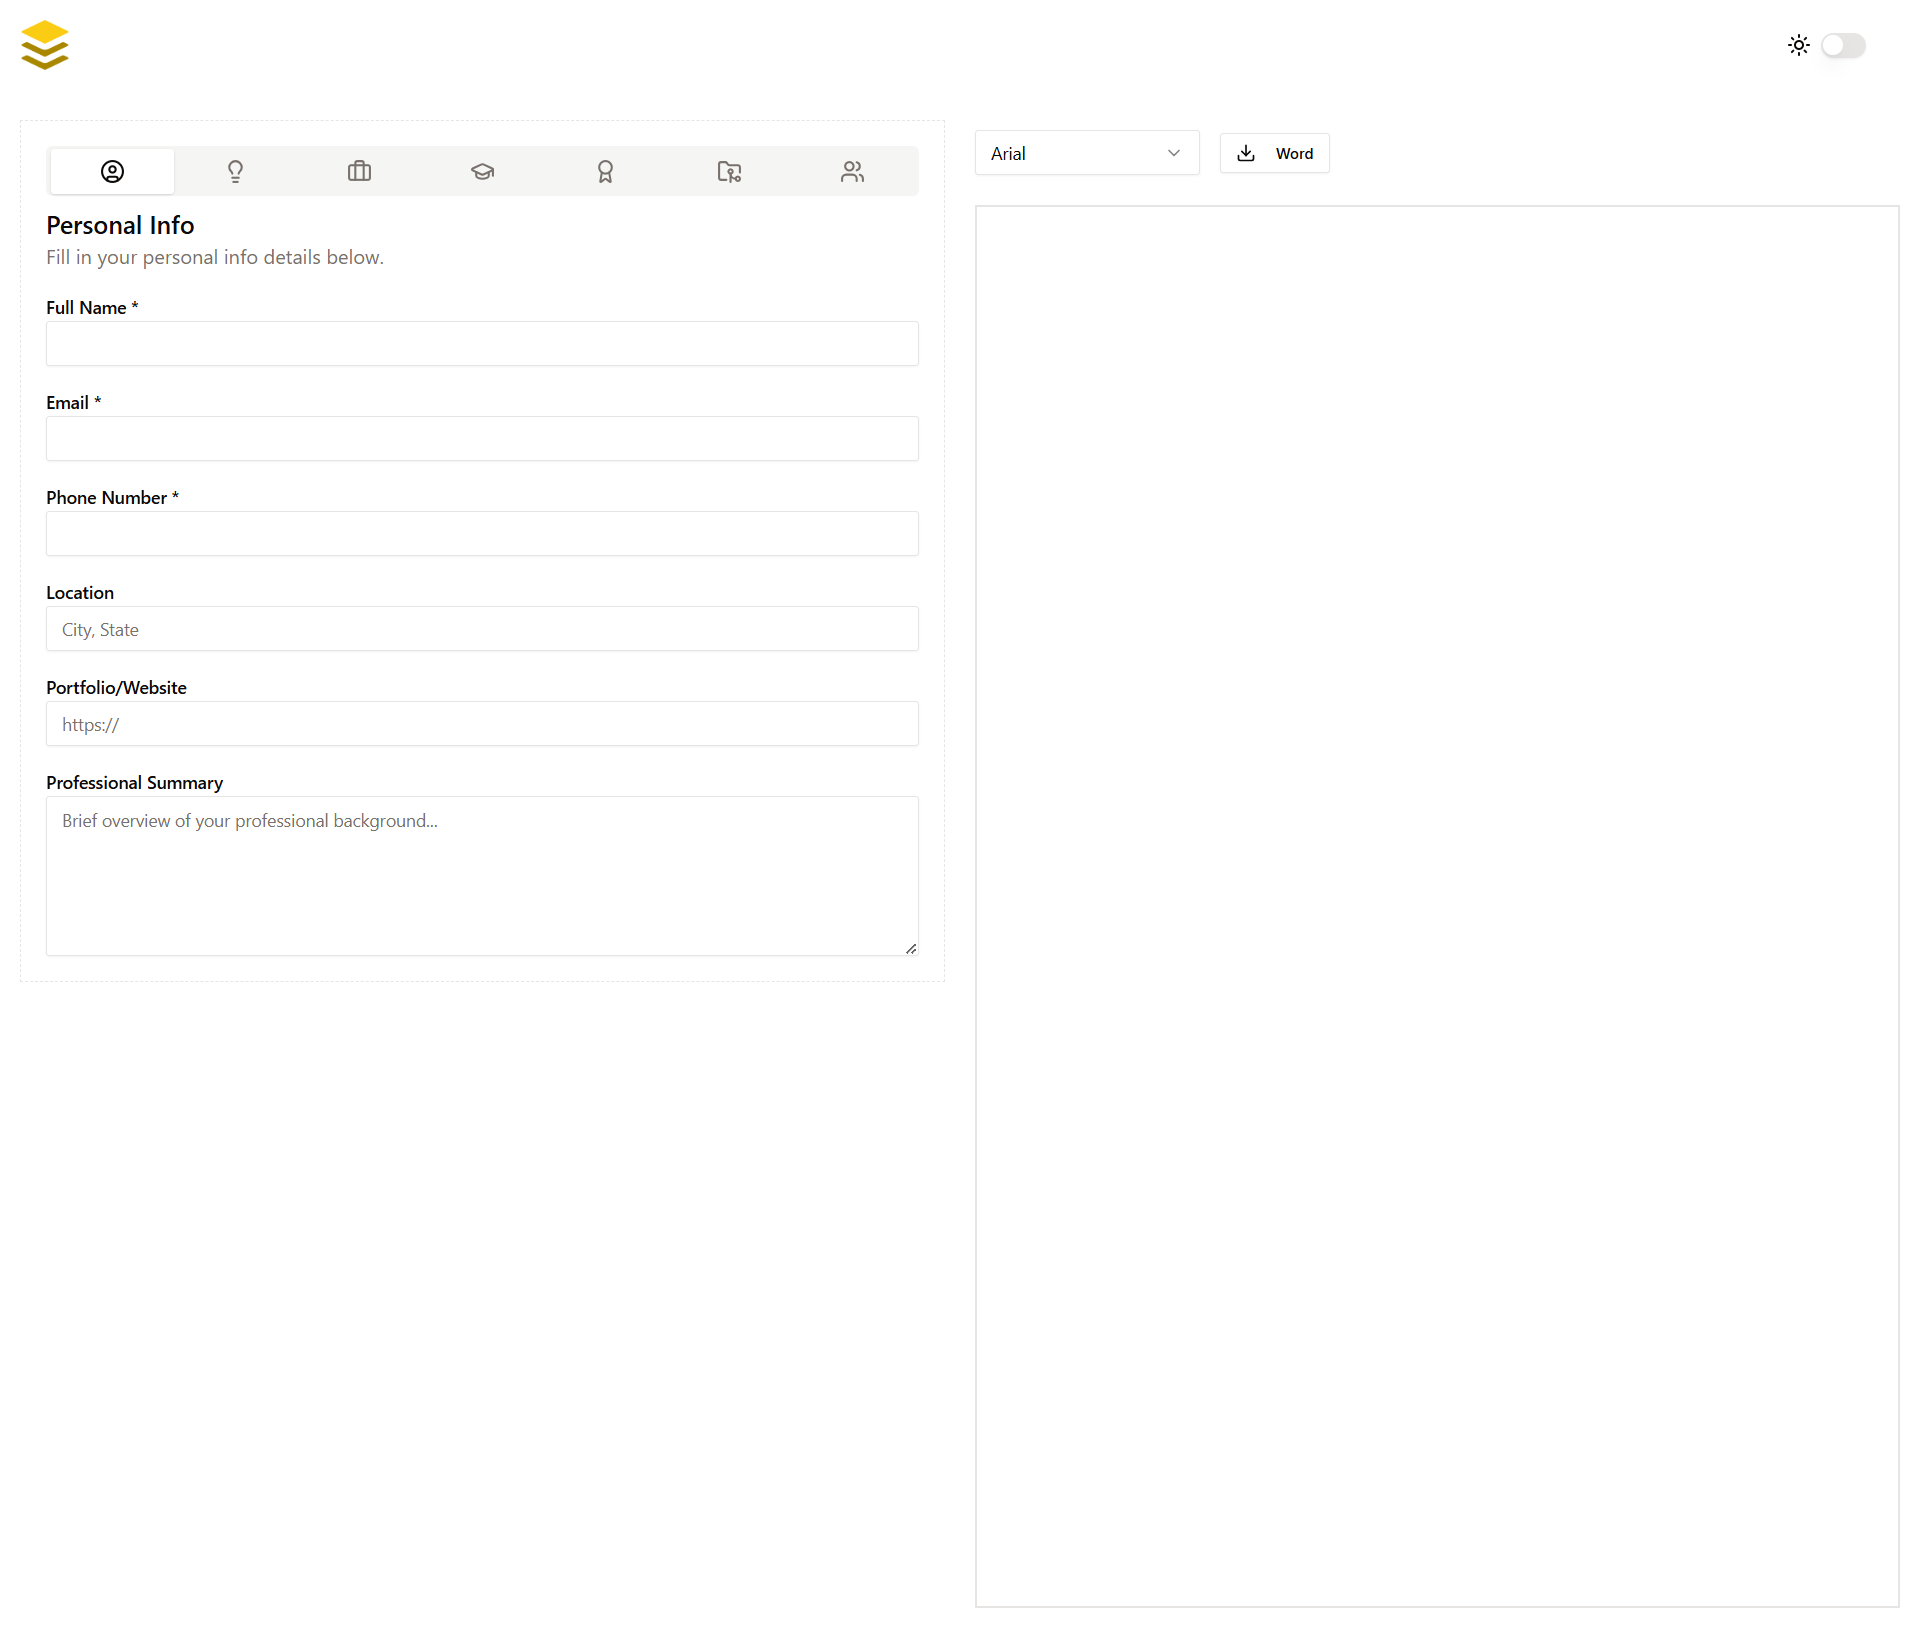 Personal Info
Fill in your personal info details below.
Full Name *
Email *
Phone Number *
Location
City, State
Portfolio/Website
https://
Professional Summary
Brief overview of your professional background...
Arial
Word